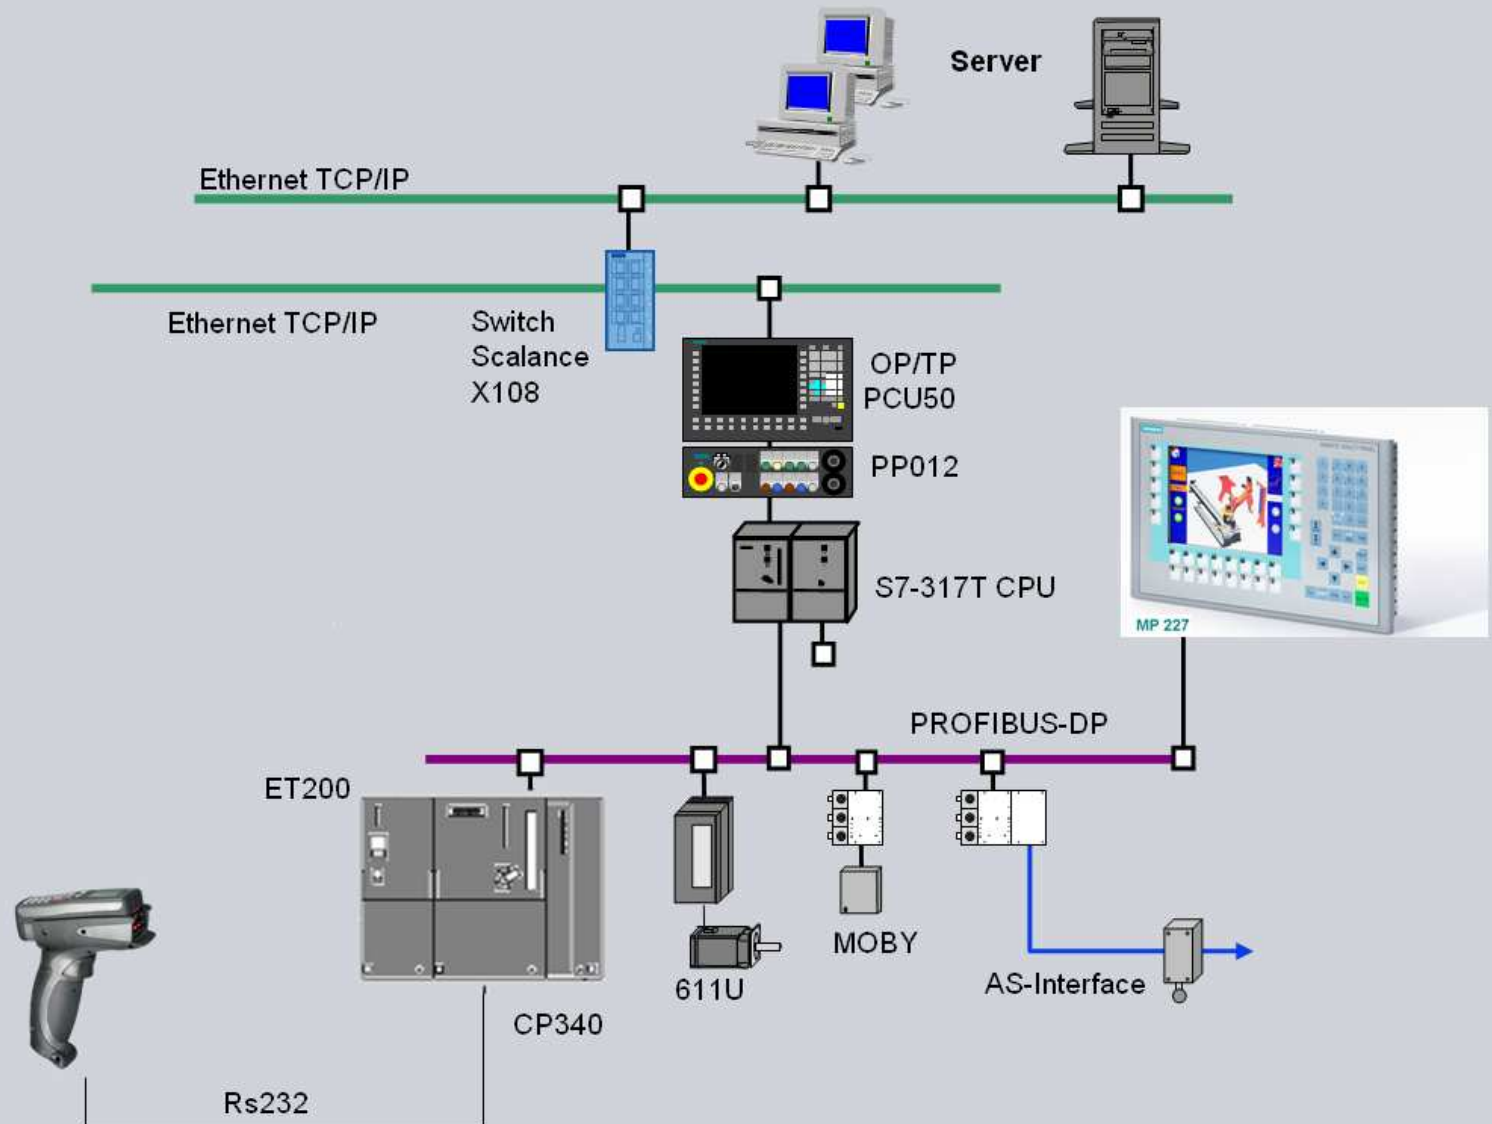 Server
Ethernet TCP/IP
Ethernet TCP/IP
Switch
Scalance
X108
OP/TP
PCU50
PP012
S7-317T CPU
MP 227
PROFIBUS-DP
ET200
MOBY
611U
AS-Interface
CP340
Rs232